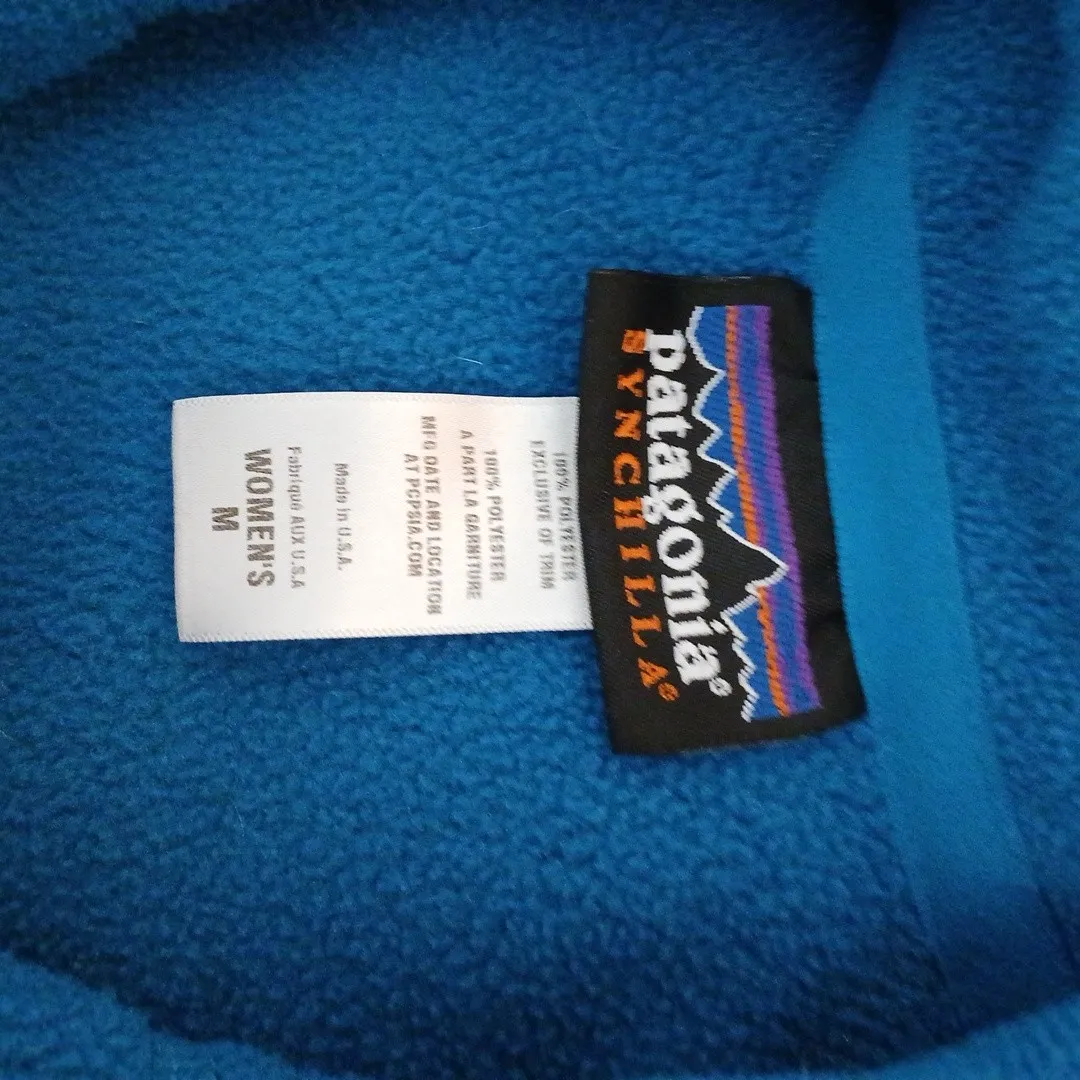 patagonia®
SYNCHILLA®
100% POLYESTER
EXCLUSIVE OF TRIM
100% POLYESTER
A PART LA GARNITURE
MFG DATE AND LOCATION
AT PCPSIA.COM
Made in U.S.A.
Fabriqué AUX U.S.A
WOMEN'S
M